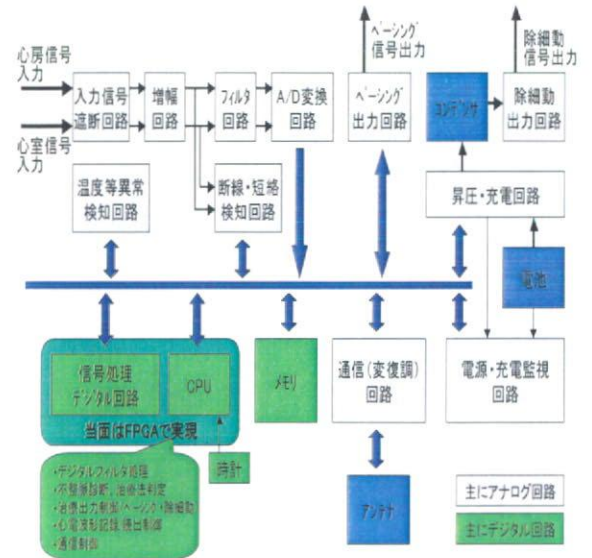 ペーシング
信号出力
除細動
信号出力
心房信号
入力
入力信号
遮断回路
増幅
回路
フィルタ
回路
A/D変換
回路
ペーシング
出力回路
コンデンサ
除細動
出力回路
心室信号
入力
温度等異常
検知回路
断線・短絡
検知回路
昇圧・充電回路
電池
信号処理
デジタル回路
CPU
メモリ
通信(変復調)
回路
電源・充電監視
回路
当面はFPGAで実現
時計
・デジタルフィルタ処理
・不整脈診断、治療法判定
・治療出力制御(ペーシング・除細動)
・心電波形記録/読出制御
・通信制御
アンテナ
主にアナログ回路
主にデジタル回路